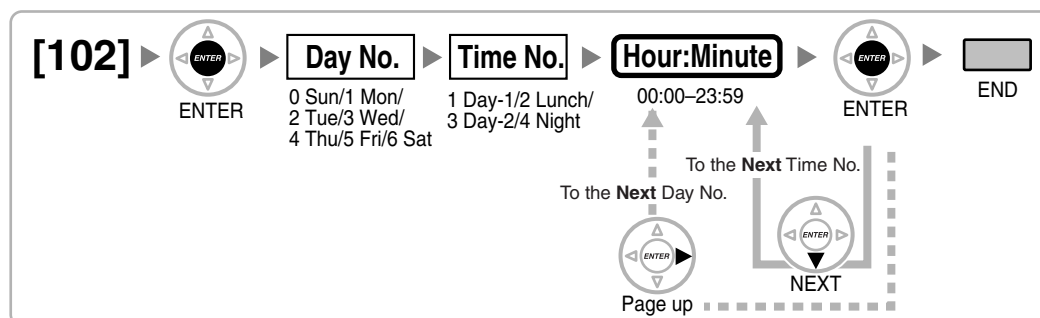 [102] ENTER Day No. Time No. Hour:Minute ENTER
ENTER
0 Sun/1 Mon/
2 Tue/3 Wed/
4 Thu/5 Fri/6 Sat
1 Day-1/2 Lunch/
3 Day-2/4 Night
00:00–23:59
ENTER
END
To the Next Time No.
To the Next Day No.
ENTER
ENTER
NEXT
Page up